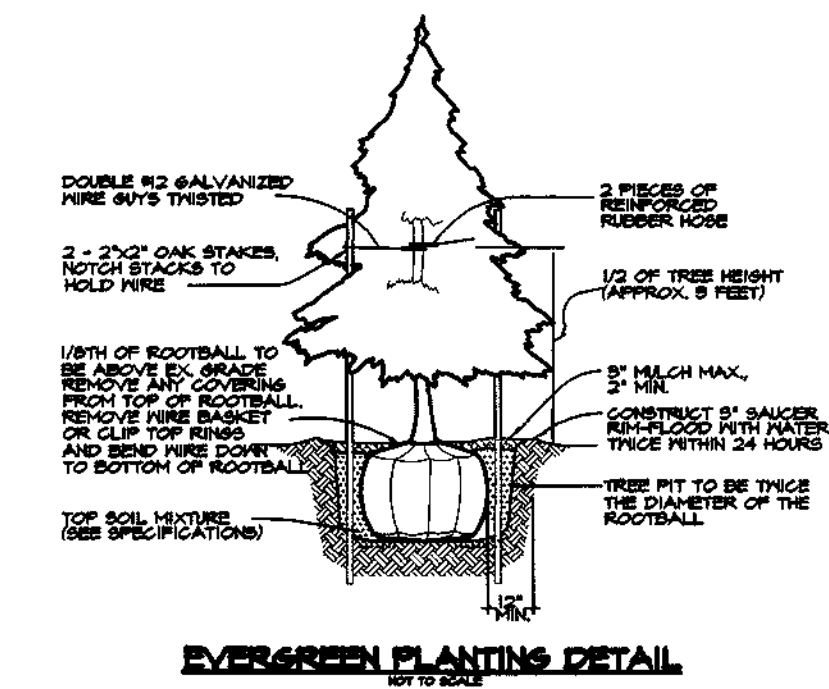 DOUBLE #12 GALVANIZED
WIRE GUYS TWISTED
2 - 2"X2" OAK STAKES,
NOTCH STACKS TO
HOLD WIRE
1/8TH OF ROOTBALL TO
BE ABOVE EX. GRADE
REMOVE ANY COVERING
FROM TOP OF ROOTBALL.
REMOVE WIRE BASKET
OR CLIP TOP RINGS
AND BEND WIRE DOWN
TO BOTTOM OF ROOTBALL
TOP SOIL MIXTURE
(SEE SPECIFICATIONS)
2 PIECES OF
REINFORCED
RUBBER HOSE
1/2 OF TREE HEIGHT
(APPROX. FEET)
MULCH MAX.,
2" MIN.
CONSTRUCT SAUCER
RIM-FLOOD WITH WATER
TWICE WITHIN 24 HOURS
TREE PIT TO BE TWICE
THE DIAMETER OF THE
ROOTBALL
12"
MIN.
EVERGREEN PLANTING DETAIL
NOT TO SCALE